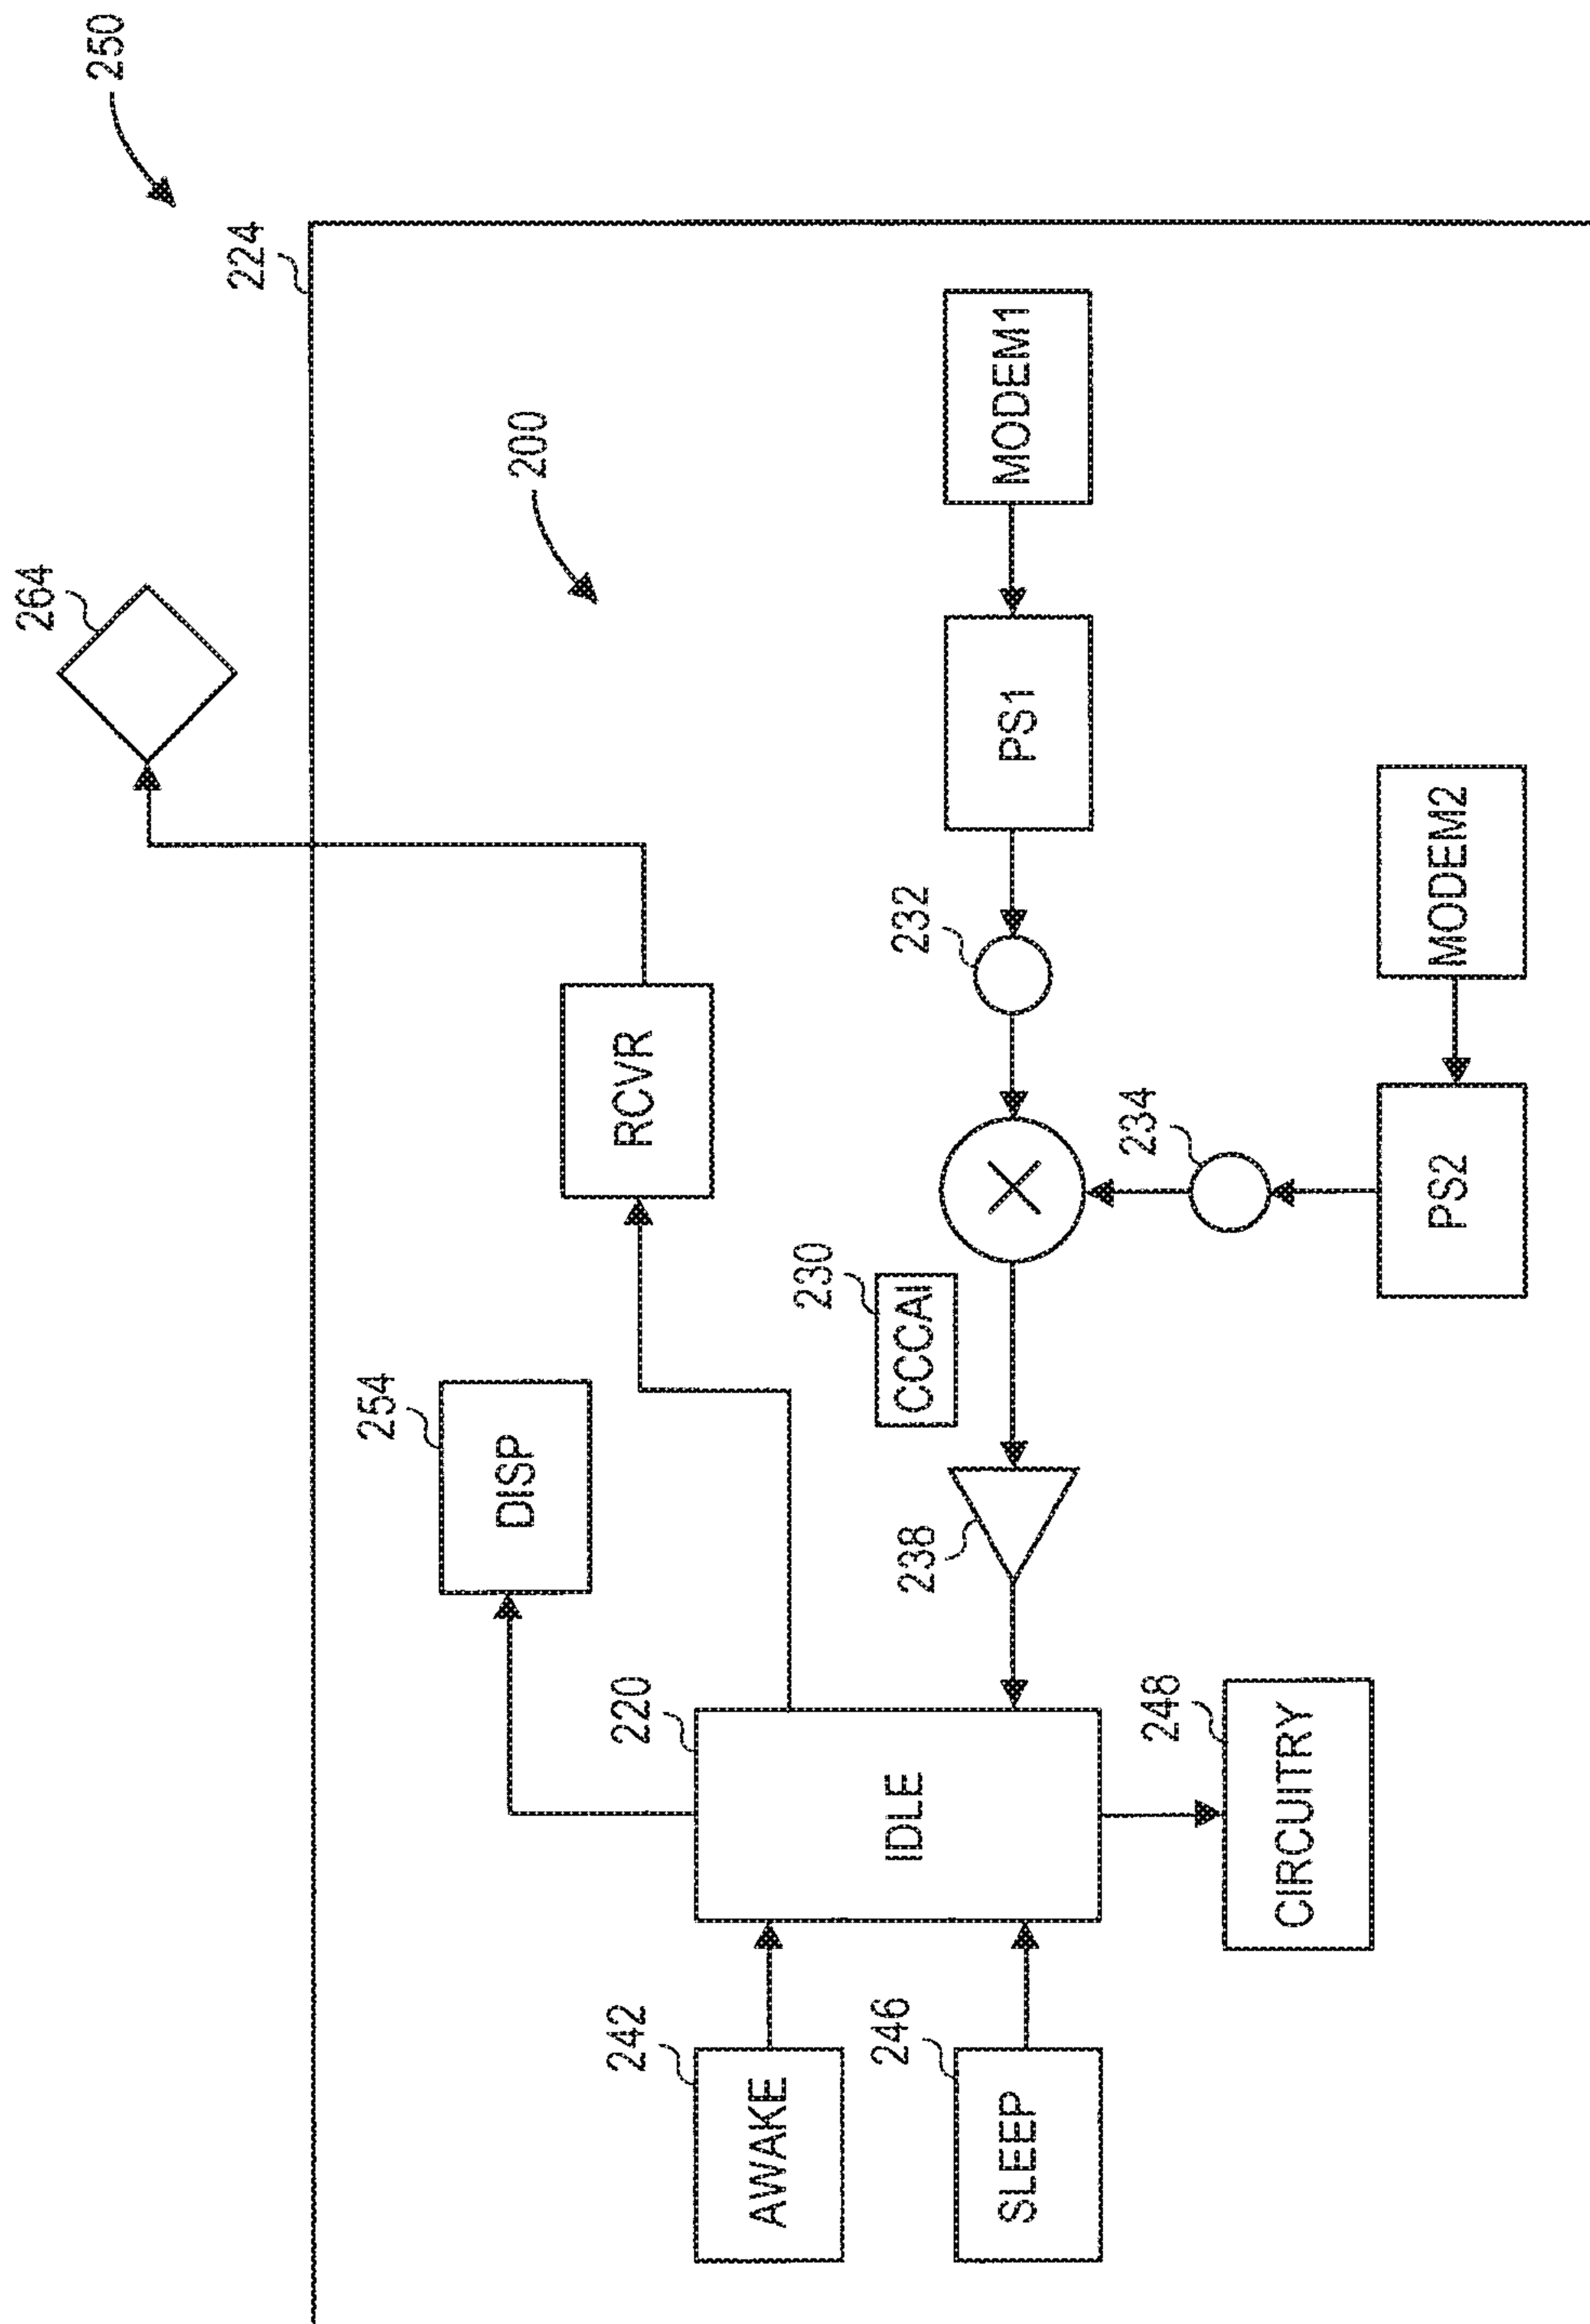 250
224
264
200
254
DISP
RCVR
242
AWAKE
220
IDLE
230
CCCAI
238
232
PS1
MODEM1
246
SLEEP
248
CIRCUITRY
234
PS2
MODEM2